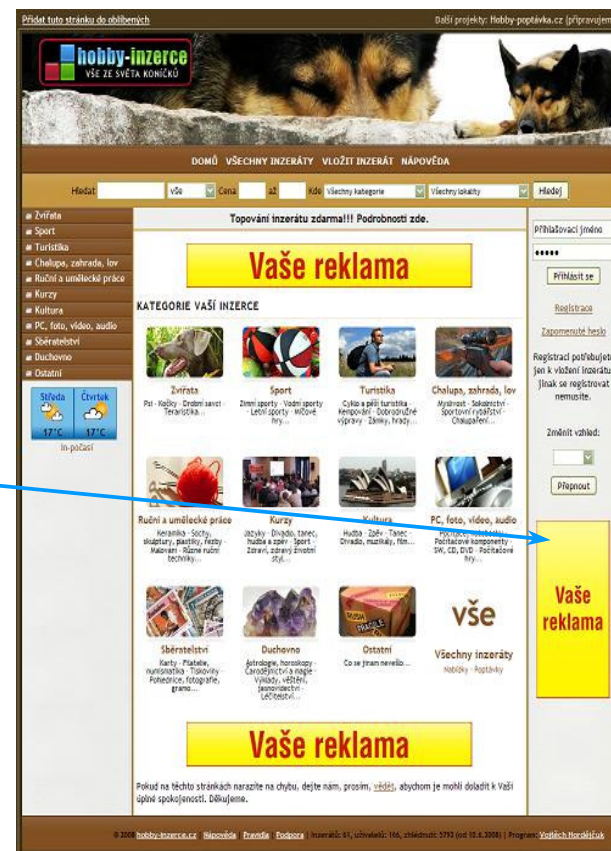 Přidat tuto stránku do oblíbených
Další projekty: Hobby-poptávka.cz (připravujem
hobby-inzerce
VŠE ZE SVĚTA KONÍČKŮ
DOMŮ VŠECHNY INZERÁTY VLOŽIT INZERÁT NÁPOVĚDA
Hledat vše Cena až Kde Všechny kategorie Všechny lokality Hledej
Zvířata
Sport
Turistika
Chalupa, zahrada, lov
Ruční a umělecké práce
Kurzy
Kultura
PC, foto, video, audio
Sběratelství
Duchovno
Ostatní
Středa Čtvrtek
17°C 17°C
In-počasí
Topování inzerátu zdarma!!! Podrobnosti zde.
Vaše reklama
KATEGORIE VAŠÍ INZERCE
Zvířata
Psi - Kočky - Drobní savci -
Teraristika...
Sport
Zimní sporty - Vodní sporty
- Letní sporty - Míčové
hry...
Turistika
Cyklo a pěší turistika -
Kempování - Dobrodružné
výpravy - Zámky, hrady...
Chalupa, zahrada, lov
Myslivost - Sokolnictví -
Sportovní rybářství -
Chalupaření...
Ruční a umělecké práce
Keramika - Sochy,
skulptury, plastiky, řezby -
Malování - Různé ruční
techniky...
Kurzy
Jazyky - Divadlo, tanec,
hudba a zpěv - Sport -
Zdraví, zdravý životní
styl...
Kultura
Hudba - Zpěv - Tanec -
Divadlo, muzikály, film...
PC, foto, video, audio
Počítače, notebooky -
Počítačové komponenty -
SW, CD, DVD - Počítačové
hry...
RUSH
FRAGILE
Sběratelství
Karty - Filatelie,
numismatika - Tiskoviny -
Pohlednice, fotografie,
gramo...
Duchovno
Astrologie, horoskopy -
Čarodějnictví a magie -
Výklady, věštění,
jasnovidectví -
Léčitelství...
Ostatní
Co se jinam nevešlo...
vše
Všechny inzeráty
Nabídky - Poptávky
Vaše reklama
Pokud na těchto stránkách narazíte na chybu, dejte nám, prosím, vědět, abychom je mohli doladit k Vaší
úplné spokojenosti. Děkujeme.
Přihlašovací jméno
Přihlásit se
Registrace
Zapomenuté heslo
Registraci potřebujete
jen k vložení inzerátu,
jinak se registrovat
nemusíte.
Změnit vzhled:
Přepnout
Vaše
reklama
© 2008 hobby-inzerce.cz | Nápověda | Pravidla | Podpora | Inzerátů: 61, uživatelů: 166, zhlédnutí: 5793 (od 10.6.2008) | Program: Vojtěch Hordějčuk